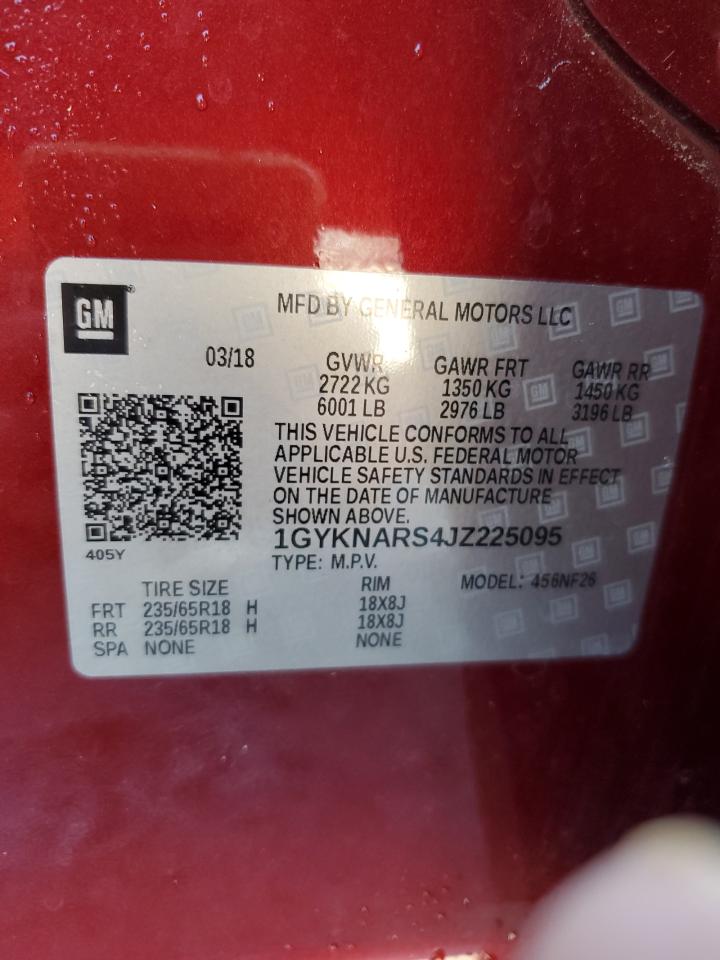 GM
MFD BY GENERAL MOTORS LLC
03/18 GVWR GAWR FRT GAWR RR
2722 KG 1350 KG 1450 KG
6001 LB 2976 LB 3196 LB
THIS VEHICLE CONFORMS TO ALL
APPLICABLE U.S. FEDERAL MOTOR
VEHICLE SAFETY STANDARDS IN EFFECT
ON THE DATE OF MANUFACTURE
SHOWN ABOVE.
1GYKNARS4JZ225095
405Y
TYPE: M.P.V. MODEL: 456NF26
TIRE SIZE RIM
FRT 235/65R18 H 18X8J
RR 235/65R18 H 18X8J
SPA NONE NONE